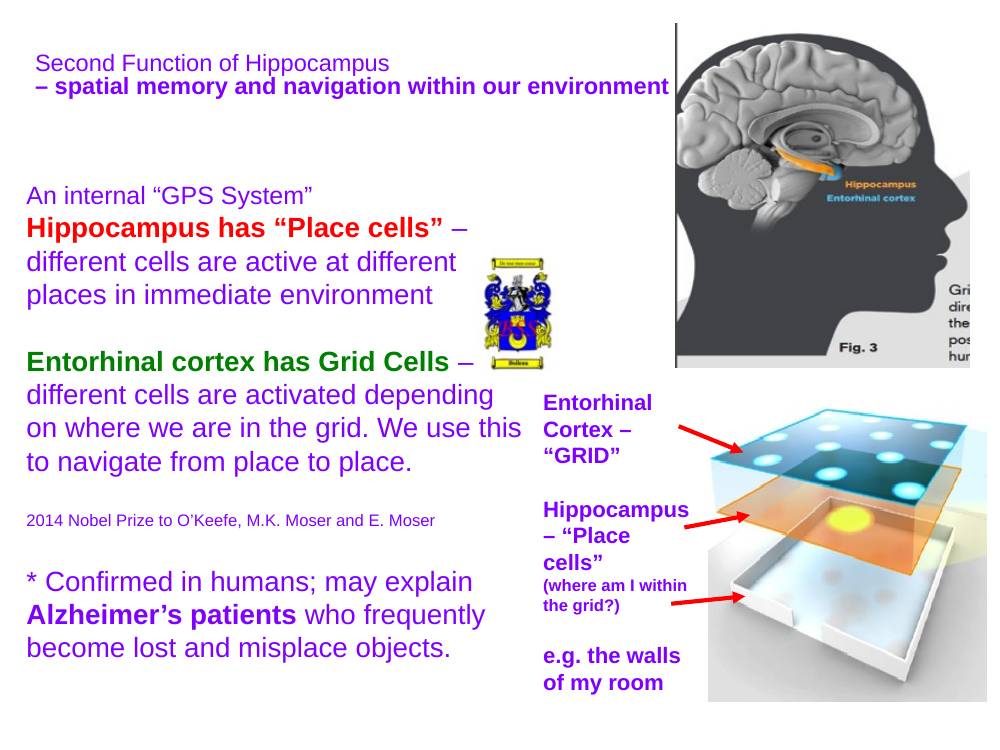 Second Function of Hippocampus
– spatial memory and navigation within our environment
An internal “GPS System”
Hippocampus has “Place cells” –
different cells are active at different
places in immediate environment
Entorhinal cortex has Grid Cells –
different cells are activated depending
on where we are in the grid. We use this
to navigate from place to place.
2014 Nobel Prize to O’Keefe, M.K. Moser and E. Moser
* Confirmed in humans; may explain
Alzheimer’s patients who frequently
become lost and misplace objects.
Hippocampus
Entorhinal cortex
Gri
dire
the
pos
hur
Fig. 3
Entorhinal
Cortex –
“GRID”
Hippocampus
– “Place
cells”
(where am I within
the grid?)
e.g. the walls
of my room